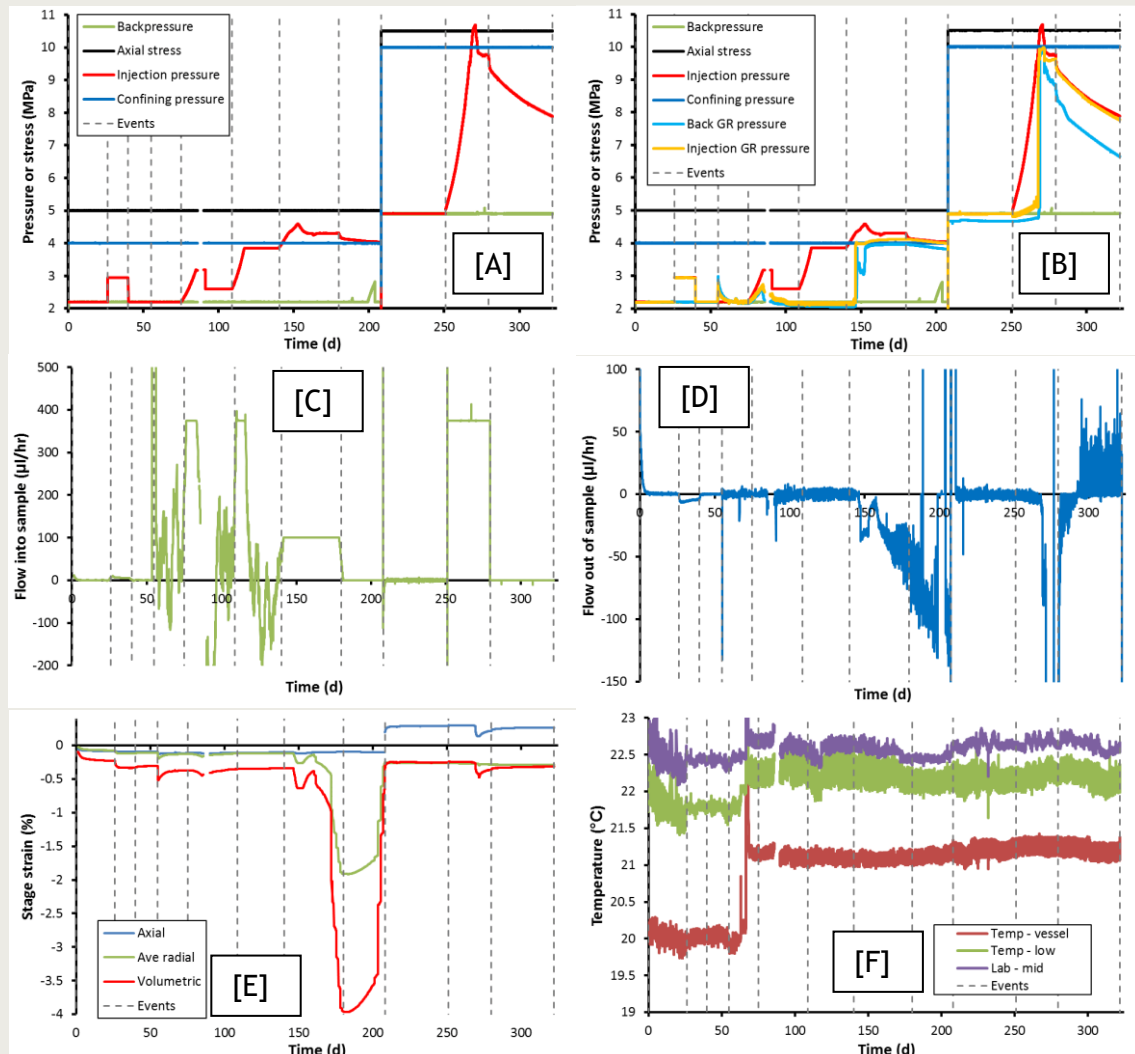 11
10
9
8
7
6
5
4
3
2
Pressure or stress (MPa)
Backpressure
Axial stress
Injection pressure
Confining pressure
Events
[A]
0 50 100 150 200 250 300
Time (d)
11
10
9
8
7
6
5
4
3
2
Pressure or stress (MPa)
Backpressure
Axial stress
Injection pressure
Confining pressure
Back GR pressure
Injection GR pressure
Events
[B]
0 50 100 150 200 250 300
Time (d)
500
400
300
200
100
0
-100
-200
Flow into sample (µl/hr)
[C]
0 50 100 150 200 250 300
Time (d)
100
50
0
-50
-100
-150
Flow out of sample (µl/hr)
[D]
0 50 100 150 200 250 300
Time (d)
0
-0.5
-1
-1.5
-2
-2.5
-3
-3.5
-4
Stage strain (%)
Axial
Ave radial
Volumetric
Events
[E]
0 50 100 150 200 250 300
Time (d)
23
22.5
22
21.5
21
20.5
20
19.5
19
Temperature (°C)
Temp - vessel
Temp - low
Lab - mid
Events
[F]
0 50 100 150 200 250 300
Time (d)